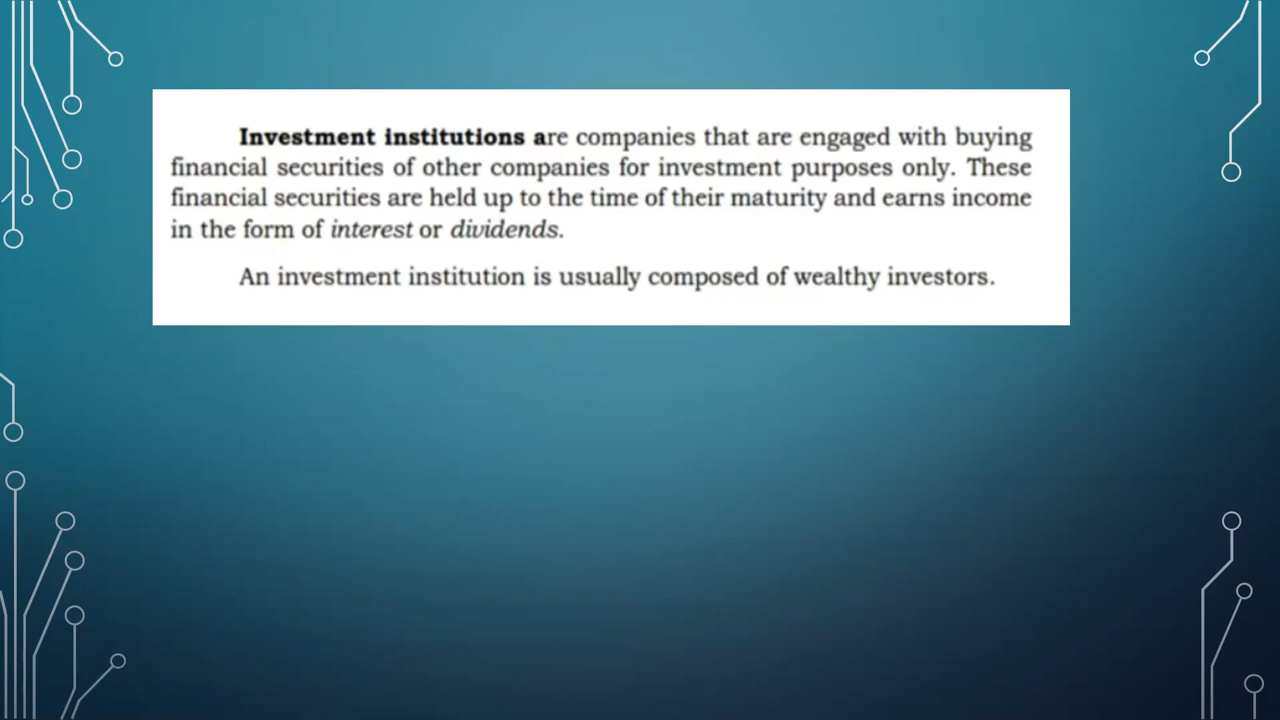 Investment institutions are companies that are engaged with buying
financial securities of other companies for investment purposes only. These
financial securities are held up to the time of their maturity and earns income
in the form of interest or dividends.
An investment institution is usually composed of wealthy investors.